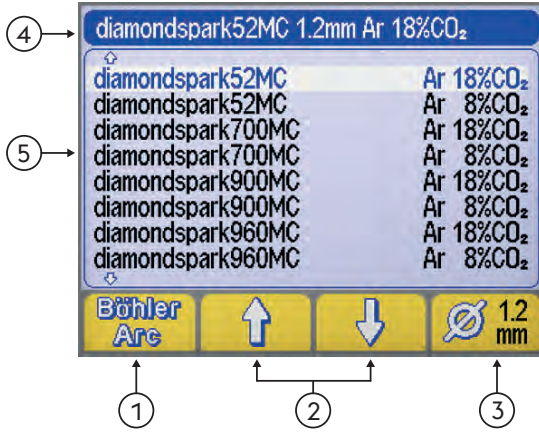 diamondspark52MC 1.2mm Ar 18%CO₂
diamondspark52MC Ar 18%CO₂
diamondspark52MC Ar 8%CO₂
diamondspark700MC Ar 18%CO₂
diamondspark700MC Ar 8%CO₂
diamondspark900MC Ar 18%CO₂
diamondspark900MC Ar 8%CO₂
diamondspark960MC Ar 18%CO₂
diamondspark960MC Ar 8%CO₂
Böhler
Arc
1.2
mm
4
5
1
2
3